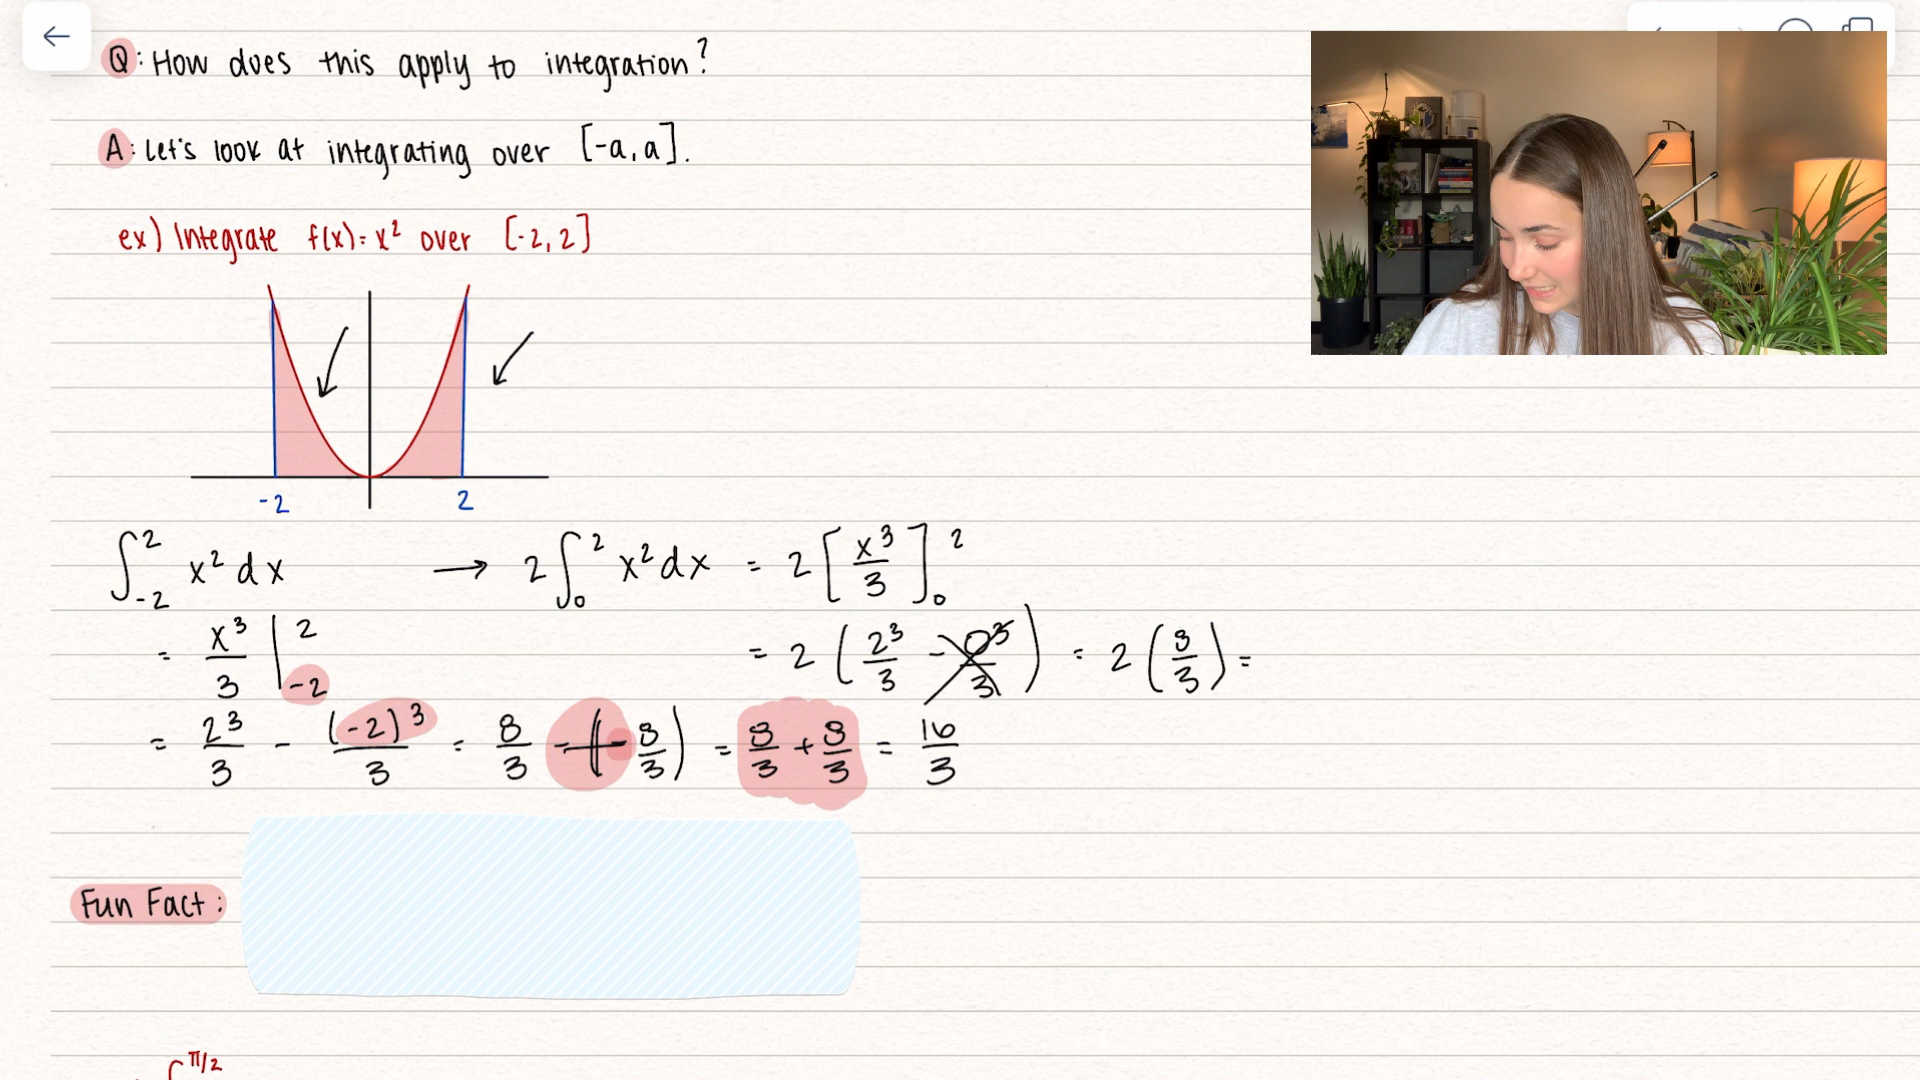 Q: How does this apply to integration?
A: Let's look at integrating over [-a, a].
ex) Integrate f(x) = x² over [-2, 2]
-2 2
∫₋₂² x² dx → 2∫₀² x² dx = 2[x³/3]₀²
= x³/3 |₋₂²
= 2(2³/3 - 0³/3) = 2(8/3) =
= 2³/3 - (-2)³/3 = 8/3 - (-8/3) = 8/3 + 8/3 = 16/3
Fun Fact:
∫ π/2